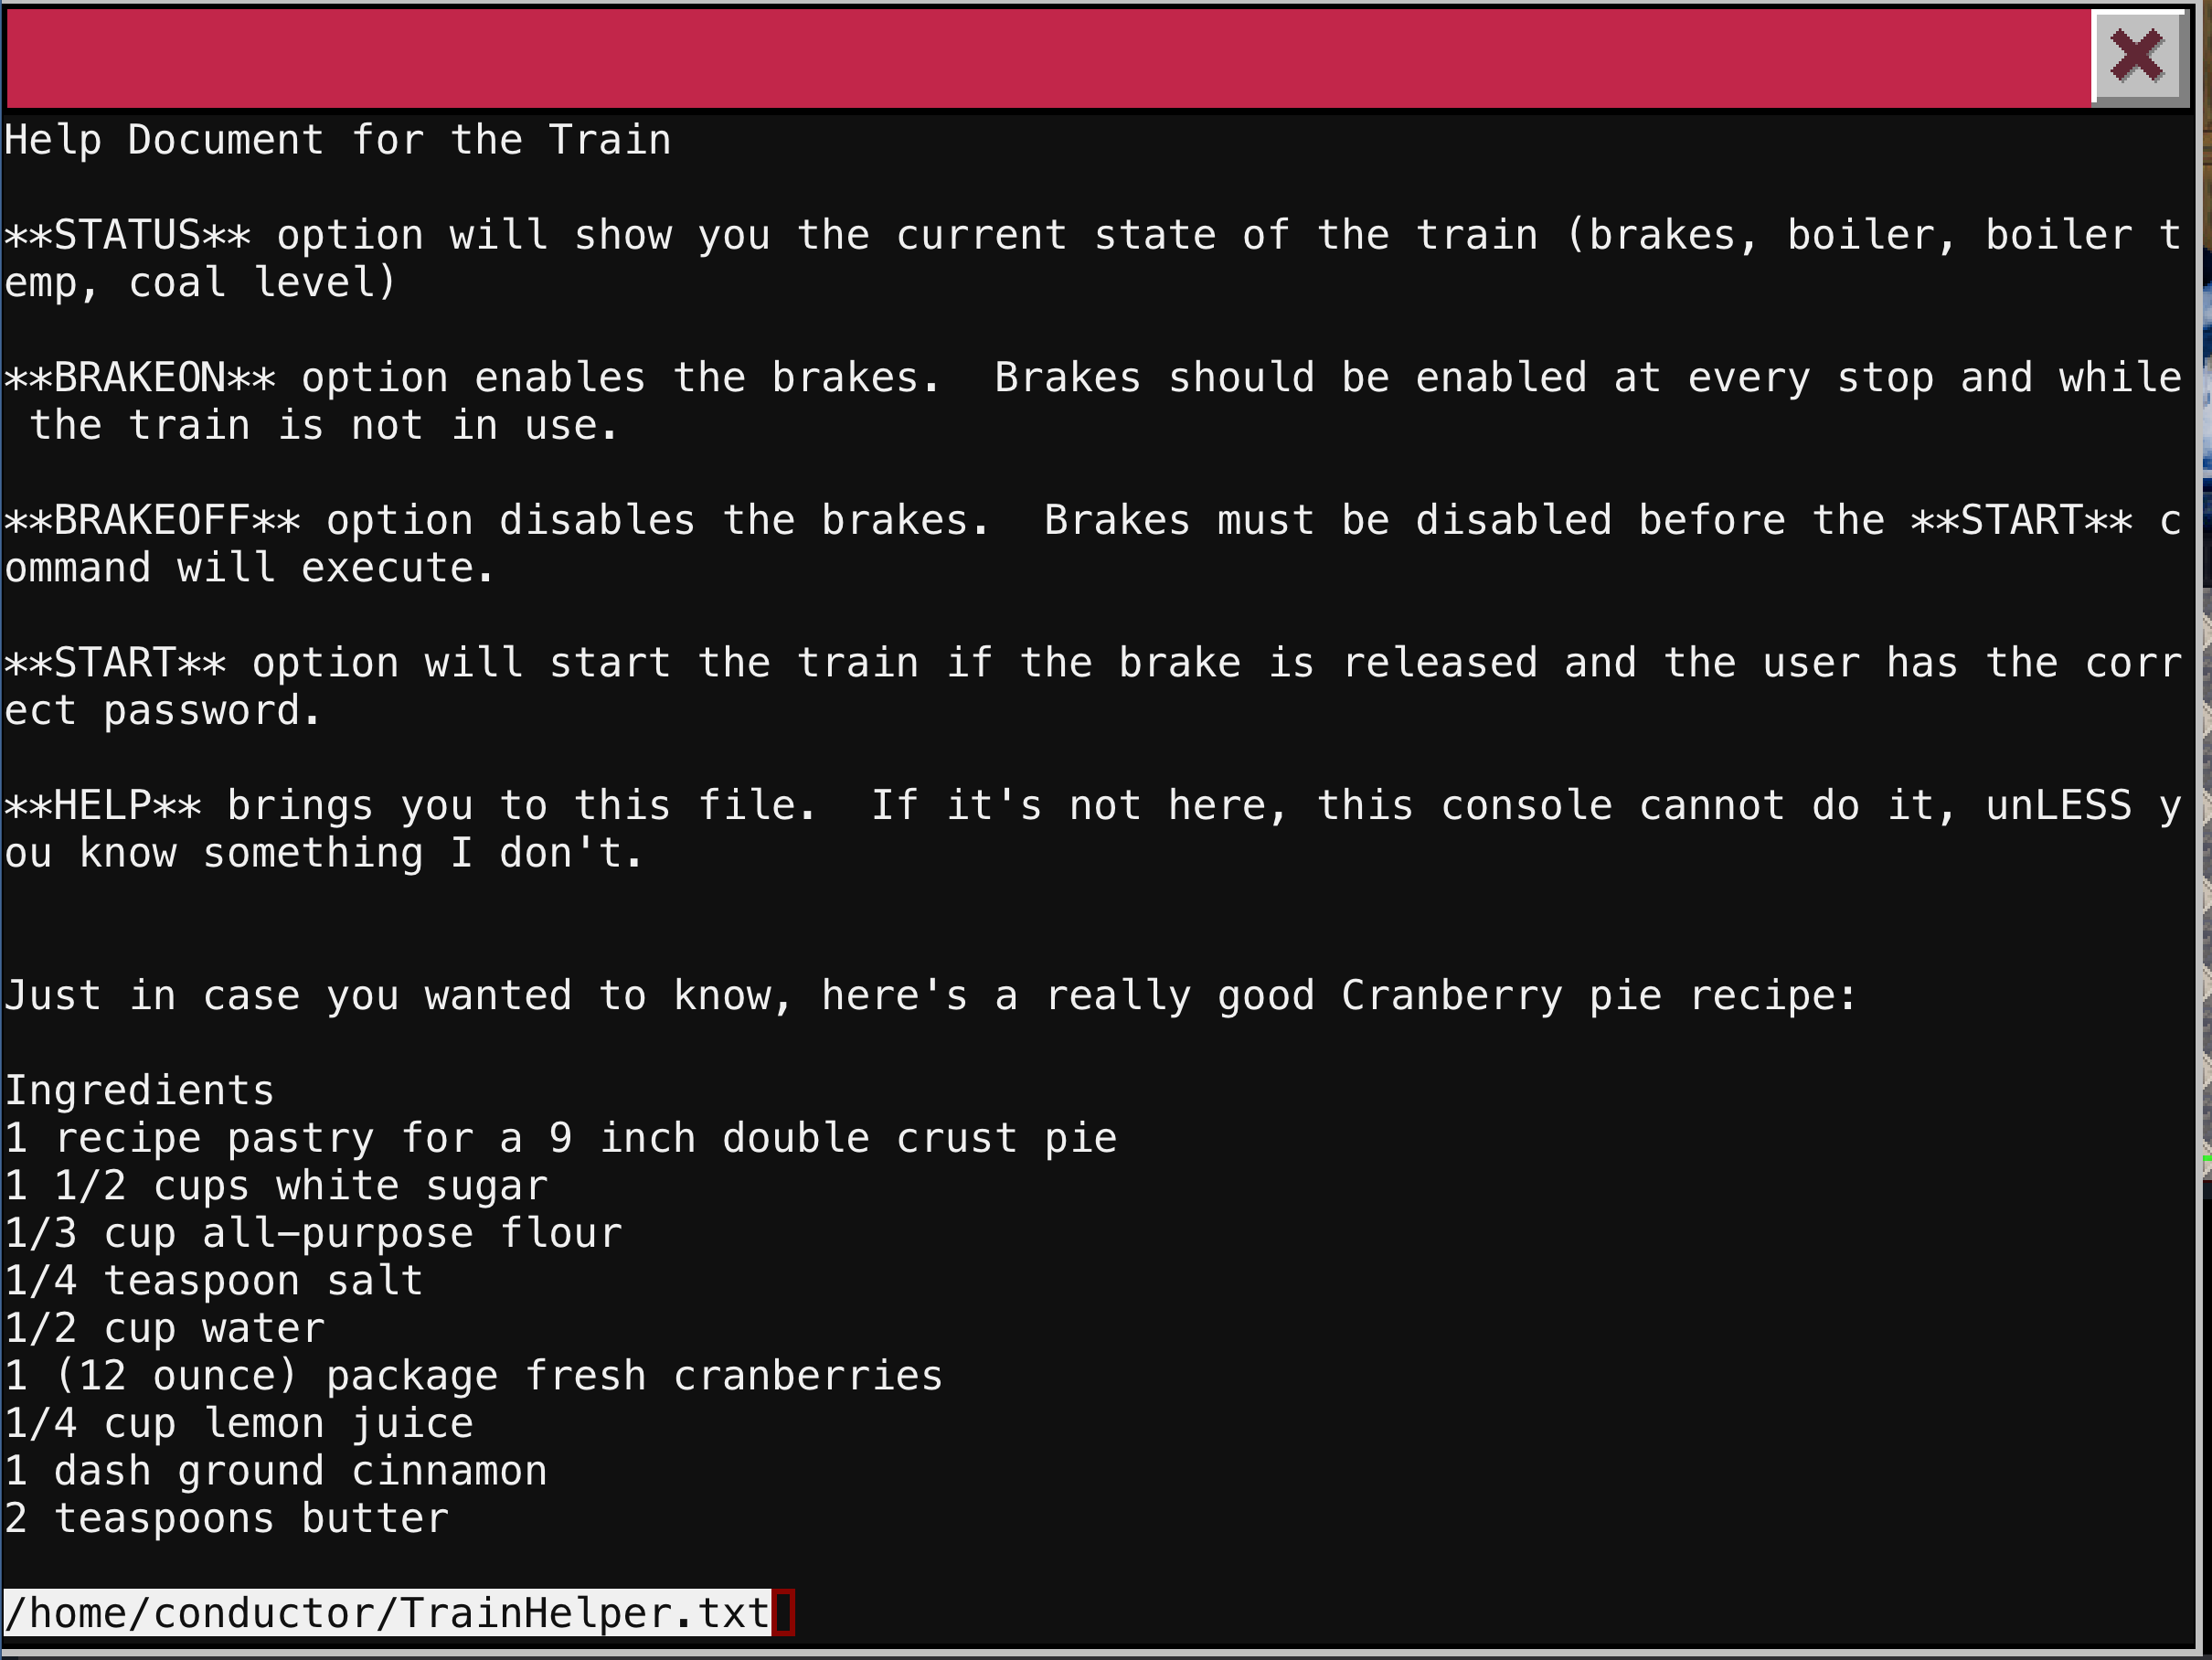 Help Document for the Train
**STATUS** option will show you the current state of the train (brakes, boiler, boiler t
emp, coal level)
**BRAKEON** option enables the brakes.  Brakes should be enabled at every stop and while
 the train is not in use.
**BRAKEOFF** option disables the brakes.  Brakes must be disabled before the **START** c
ommand will execute.
**START** option will start the train if the brake is released and the user has the corr
ect password.
**HELP** brings you to this file.  If it's not here, this console cannot do it, unLESS y
ou know something I don't.
Just in case you wanted to know, here's a really good Cranberry pie recipe:
Ingredients
1 recipe pastry for a 9 inch double crust pie
1 1/2 cups white sugar
1/3 cup all-purpose flour
1/4 teaspoon salt
1/2 cup water
1 (12 ounce) package fresh cranberries
1/4 cup lemon juice
1 dash ground cinnamon
2 teaspoons butter
/home/conductor/TrainHelper.txt